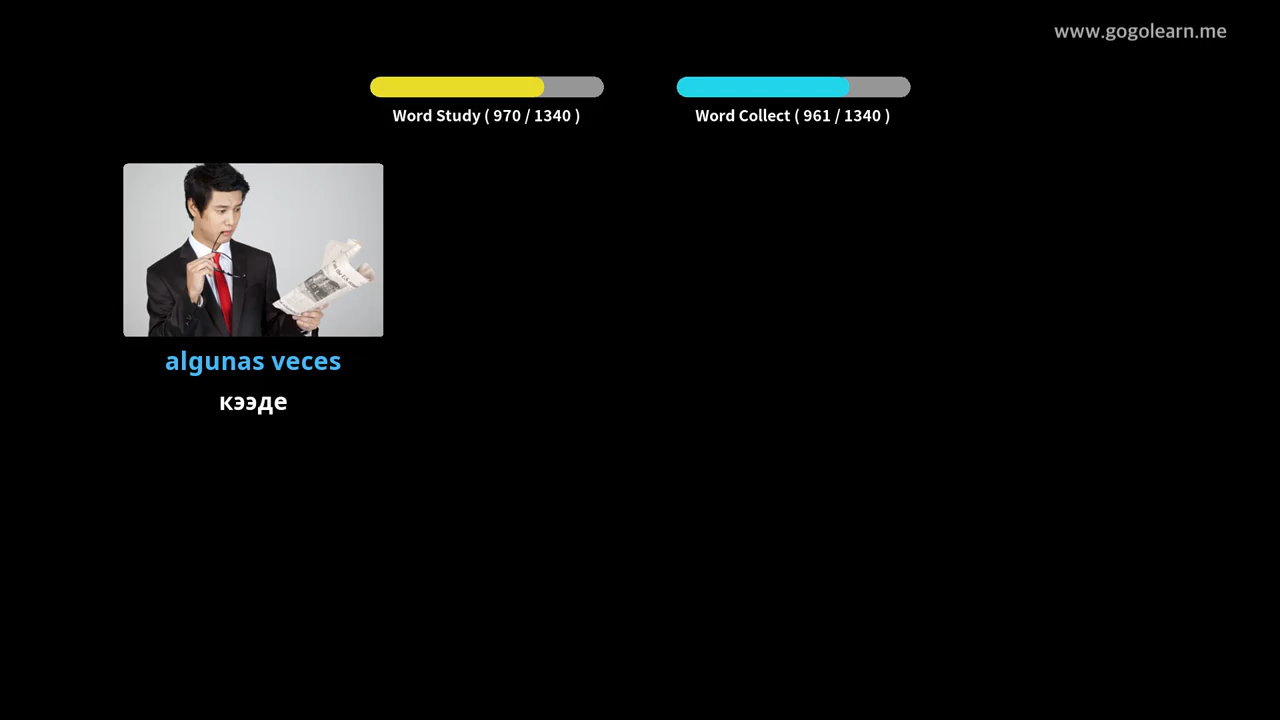 www.gogolearn.me
Word Study ( 970 / 1340 )
Word Collect ( 961 / 1340 )
algunas veces
кээде